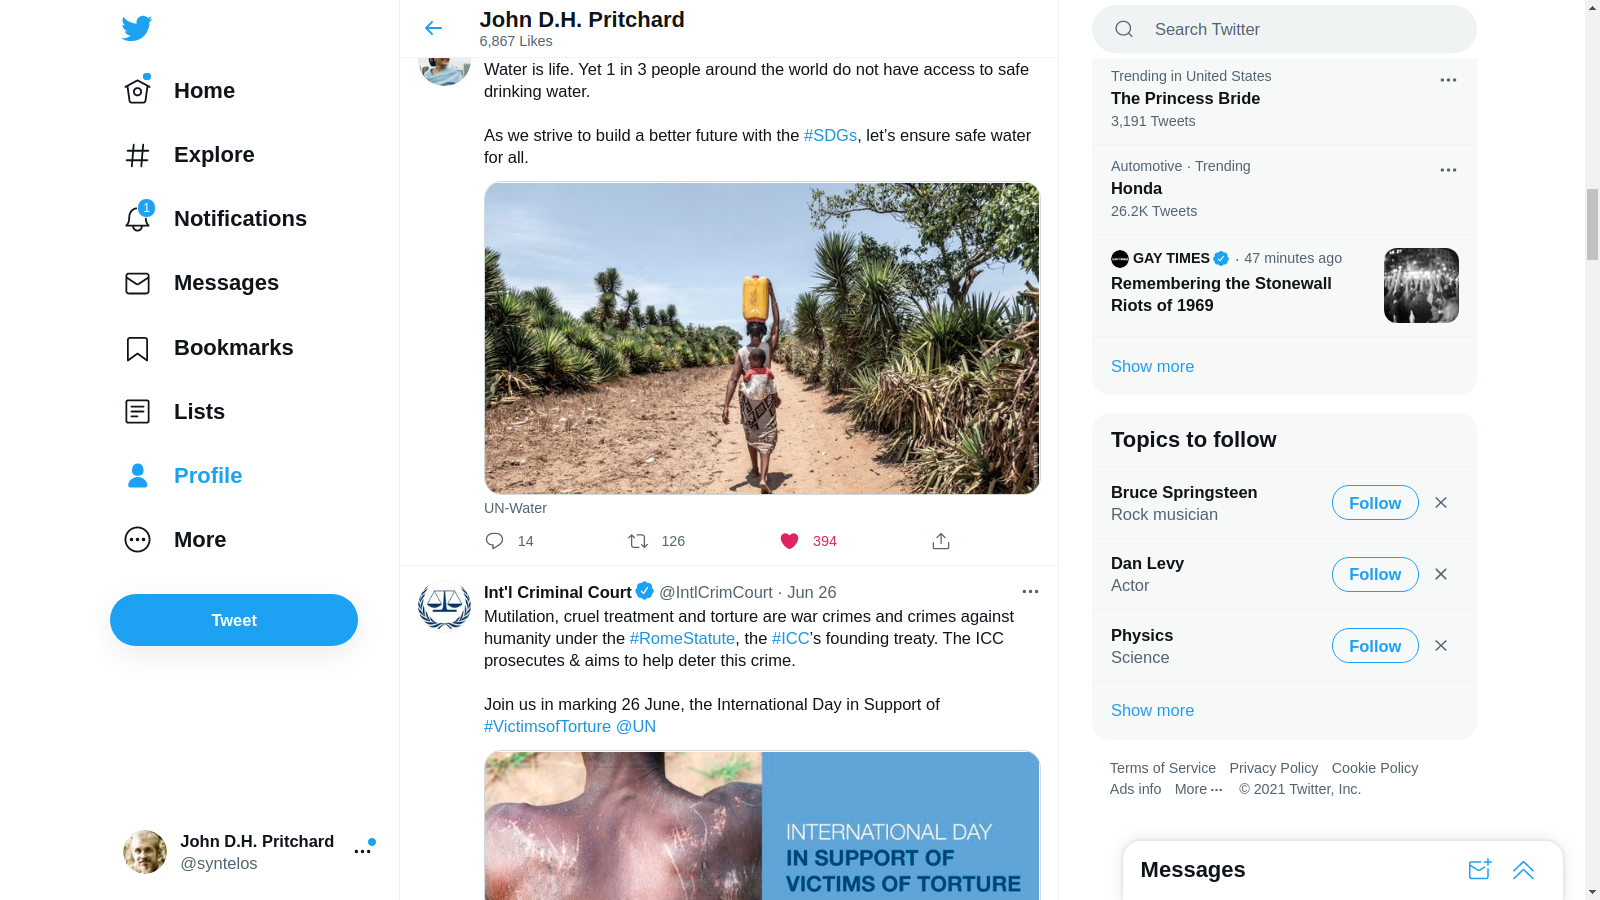 Home
Explore
1
Notifications
Messages
Bookmarks
Lists
Profile
More
Tweet
John D.H. Pritchard
@syntelos
John D.H. Pritchard
6,867 Likes
Water is life. Yet 1 in 3 people around the world do not have access to safe
drinking water.
As we strive to build a better future with the #SDGs, let’s ensure safe water
for all.
UN-Water
14
126
394
Int'l Criminal Court @IntlCrimCourt · Jun 26
Mutilation, cruel treatment and torture are war crimes and crimes against
humanity under the #RomeStatute, the #ICC’s founding treaty. The ICC
prosecutes & aims to help deter this crime.
Join us in marking 26 June, the International Day in Support of
#VictimsofTorture @UN
INTERNATIONAL DAY
IN SUPPORT OF
VICTIMS OF TORTURE
Search Twitter
Trending in United States
The Princess Bride
3,191 Tweets
Automotive · Trending
Honda
26.2K Tweets
GAY TIMES · 47 minutes ago
Remembering the Stonewall
Riots of 1969
Show more
Topics to follow
Bruce Springsteen
Rock musician
Follow
Dan Levy
Actor
Follow
Physics
Science
Follow
Show more
Terms of Service Privacy Policy Cookie Policy
Ads info More ··· © 2021 Twitter, Inc.
Messages